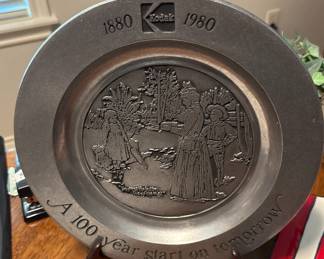 1880 Kodak 1980
A 100 year start on tomorrow